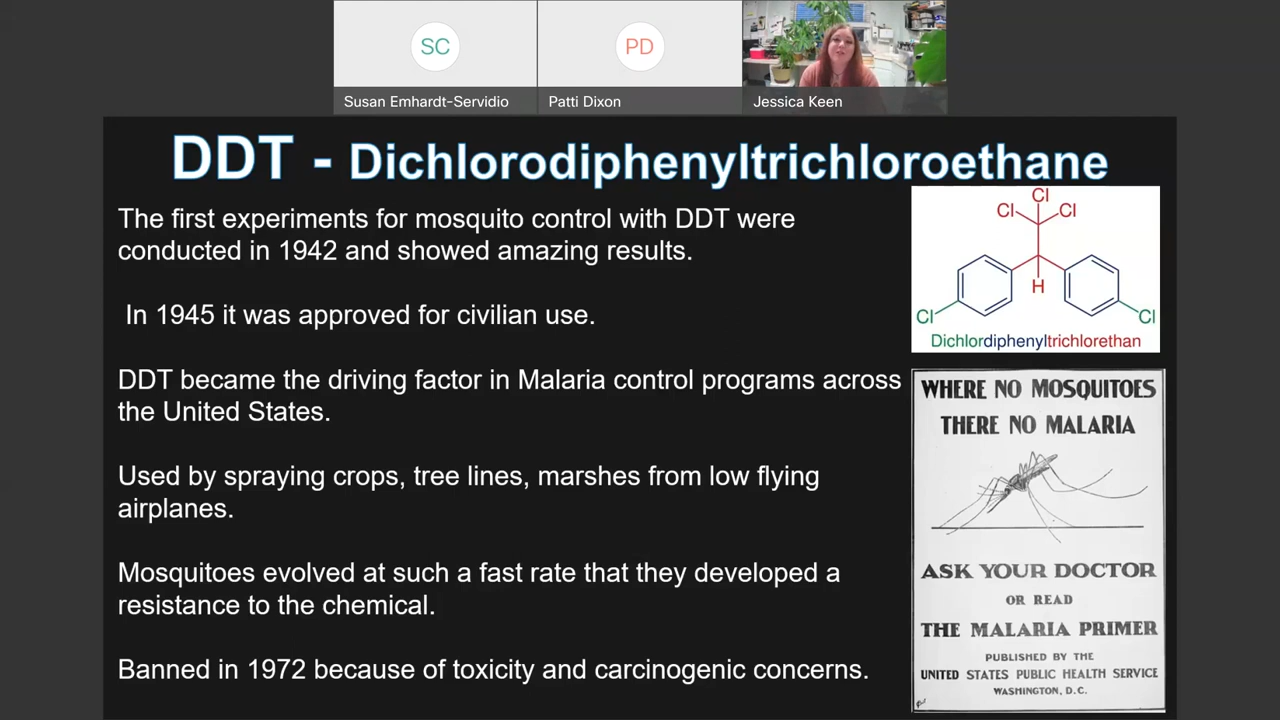 SC
PD
Susan Emhardt-Servidio
Patti Dixon
Jessica Keen
DDT - Dichlorodiphenyltrichloroethane
The first experiments for mosquito control with DDT were
conducted in 1942 and showed amazing results.
In 1945 it was approved for civilian use.
DDT became the driving factor in Malaria control programs across
the United States.
Used by spraying crops, tree lines, marshes from low flying
airplanes.
Mosquitoes evolved at such a fast rate that they developed a
resistance to the chemical.
Banned in 1972 because of toxicity and carcinogenic concerns.
Cl
Cl Cl
H
Cl Cl
Dichlordiphenyltrichlorethan
WHERE NO MOSQUITOES
THERE NO MALARIA
ASK YOUR DOCTOR
OR READ
THE MALARIA PRIMER
PUBLISHED BY THE
UNITED STATES PUBLIC HEALTH SERVICE
WASHINGTON, D.C.